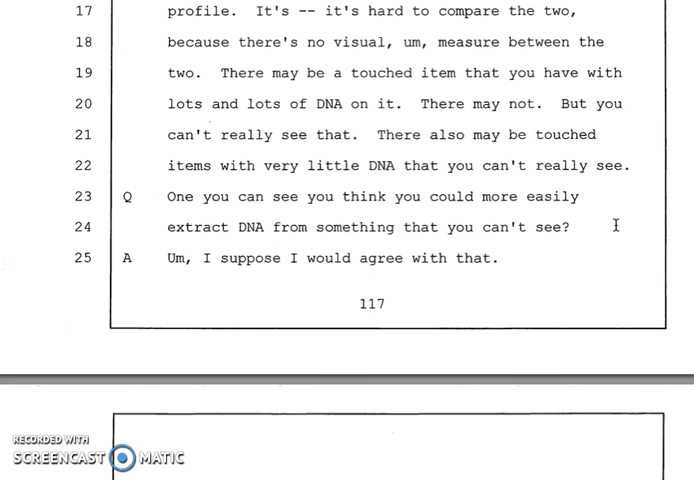 17 profile. It's -- it's hard to compare the two,
18 because there's no visual, um, measure between the
19 two. There may be a touched item that you have with
20 lots and lots of DNA on it. There may not. But you
21 can't really see that. There also may be touched
22 items with very little DNA that you can't really see.
23 Q One you can see you think you could more easily
24 extract DNA from something that you can't see?
25 A Um, I suppose I would agree with that.
117
RECORDED WITH
SCREENCAST MATIC